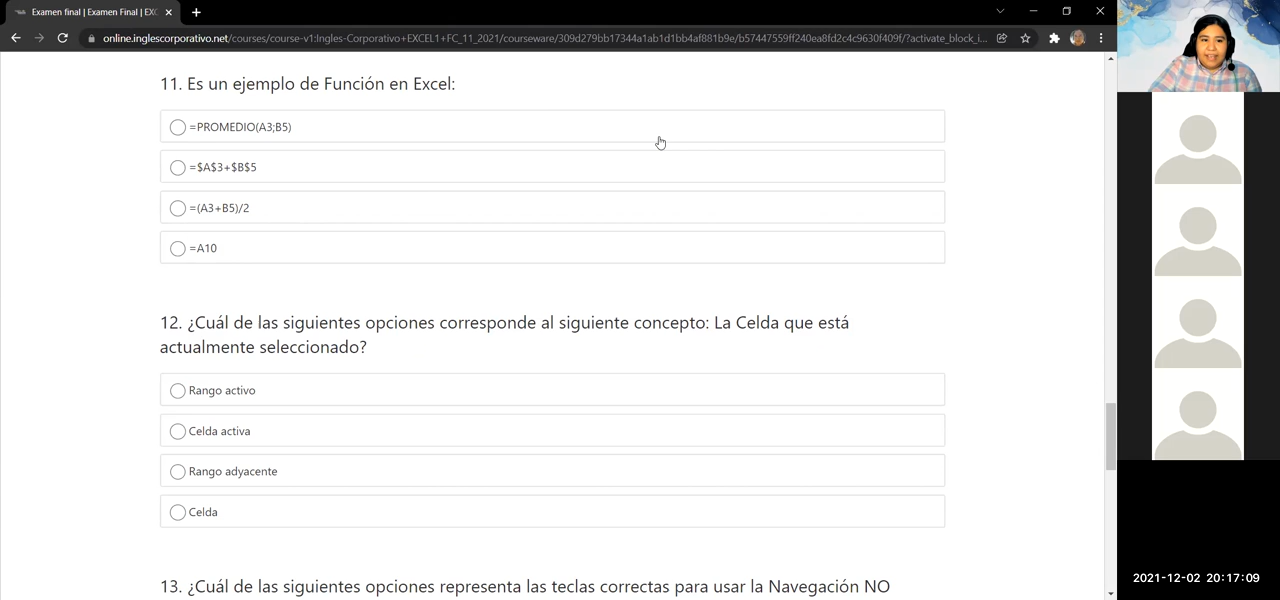 Examen final | Examen Final | EXC
online.inglescorporativo.net/courses/course-v1:Ingles-Corporativo+EXCEL1+FC_11_2021/courseware/309d279bb17344a1ab1d1bb4af881b9e/b57447559ff240ea8fd2c4c9630f409f/?activate_block_i...
11. Es un ejemplo de Función en Excel:
=PROMEDIO(A3;B5)
=$A$3+$B$5
=(A3+B5)/2
=A10
12. ¿Cuál de las siguientes opciones corresponde al siguiente concepto: La Celda que está
actualmente seleccionado?
Rango activo
Celda activa
Rango adyacente
Celda
13. ¿Cuál de las siguientes opciones representa las teclas correctas para usar la Navegación NO
2021-12-02 20:17:09